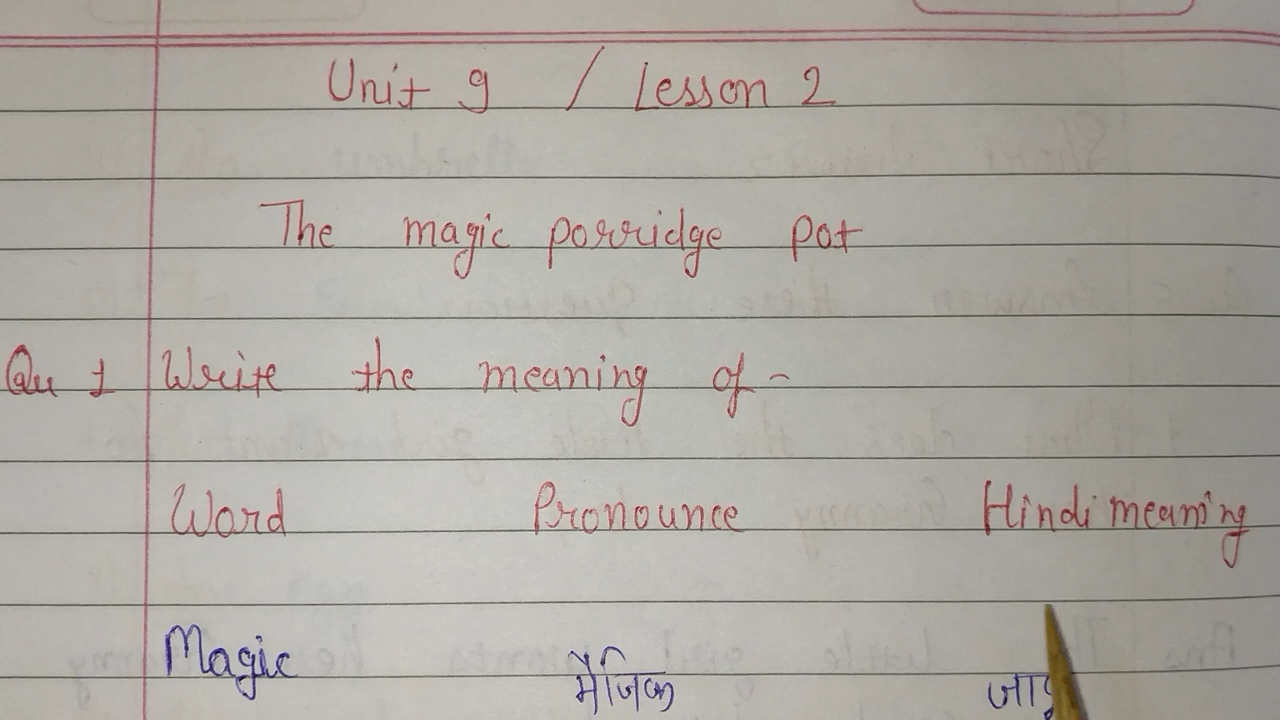 Unit 9 / Lesson 2
The magic porridge pot
Qu 1 Write the meaning of -
Word Pronounce Hindi meaning
Magic मैजिक